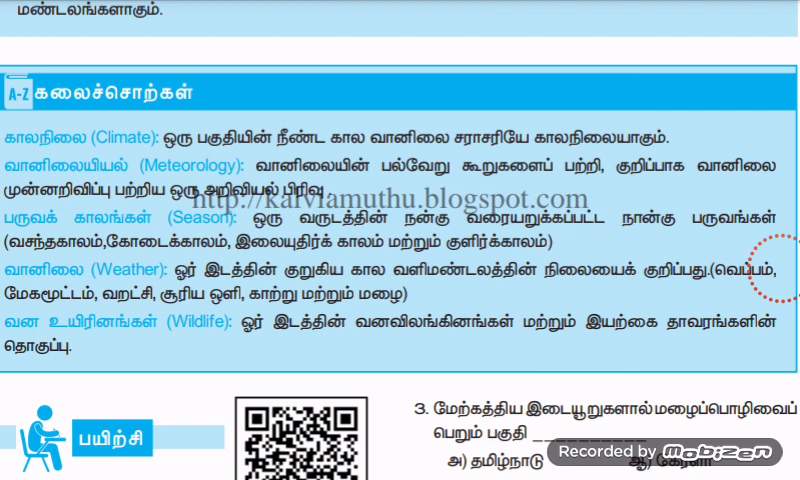 மண்டலங்களாகும்.
A-Z கலைச்சொற்கள்
காலநிலை (Climate): ஒரு பகுதியின் நீண்ட கால வானிலை சராசரியே காலநிலையாகும்.
வானிலையியல் (Meteorology): வானிலையின் பல்வேறு கூறுகளைப் பற்றி, குறிப்பாக வானிலை
முன்னறிவிப்பு பற்றிய ஒரு அறிவியல் பிரிவு
http://kalviamuthu.blogspot.com
பருவக் காலங்கள் (Season): ஒரு வருடத்தின் நன்கு வரையறுக்கப்பட்ட நான்கு பருவங்கள்
(வசந்தகாலம்,கோடைக்காலம், இலையுதிர்க் காலம் மற்றும் குளிர்க்காலம்)
வானிலை (Weather): ஓர் இடத்தின் குறுகிய கால வளிமண்டலத்தின் நிலையைக் குறிப்பது.(வெப்பம்,
மேகமூட்டம், வறட்சி, சூரிய ஒளி, காற்று மற்றும் மழை)
வன உயிரினங்கள் (Wildlife): ஓர் இடத்தின் வனவிலங்கினங்கள் மற்றும் இயற்கை தாவரங்களின்
தொகுப்பு.
பயிற்சி
3. மேற்கத்திய இடையூறுகளால் மழைப்பொழிவைப்
பெறும் பகுதி ___________
அ) தமிழ்நாடு ஆ) கேரளா
Recorded by Mobizen